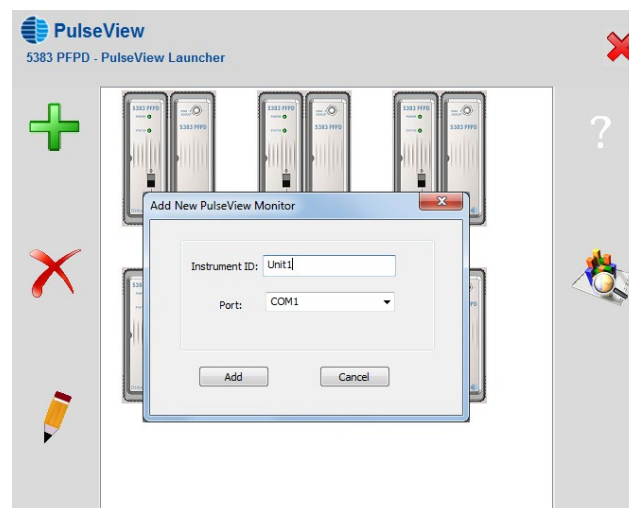 PulseView
5383 PFPD - PulseView Launcher
5383 PFPD
5383 PFPD
5383 PFPD
5383 PFPD
5383 PFPD
5383 PFPD
Add New PulseView Monitor
Instrument ID: Unit1
Port: COM1
Add Cancel